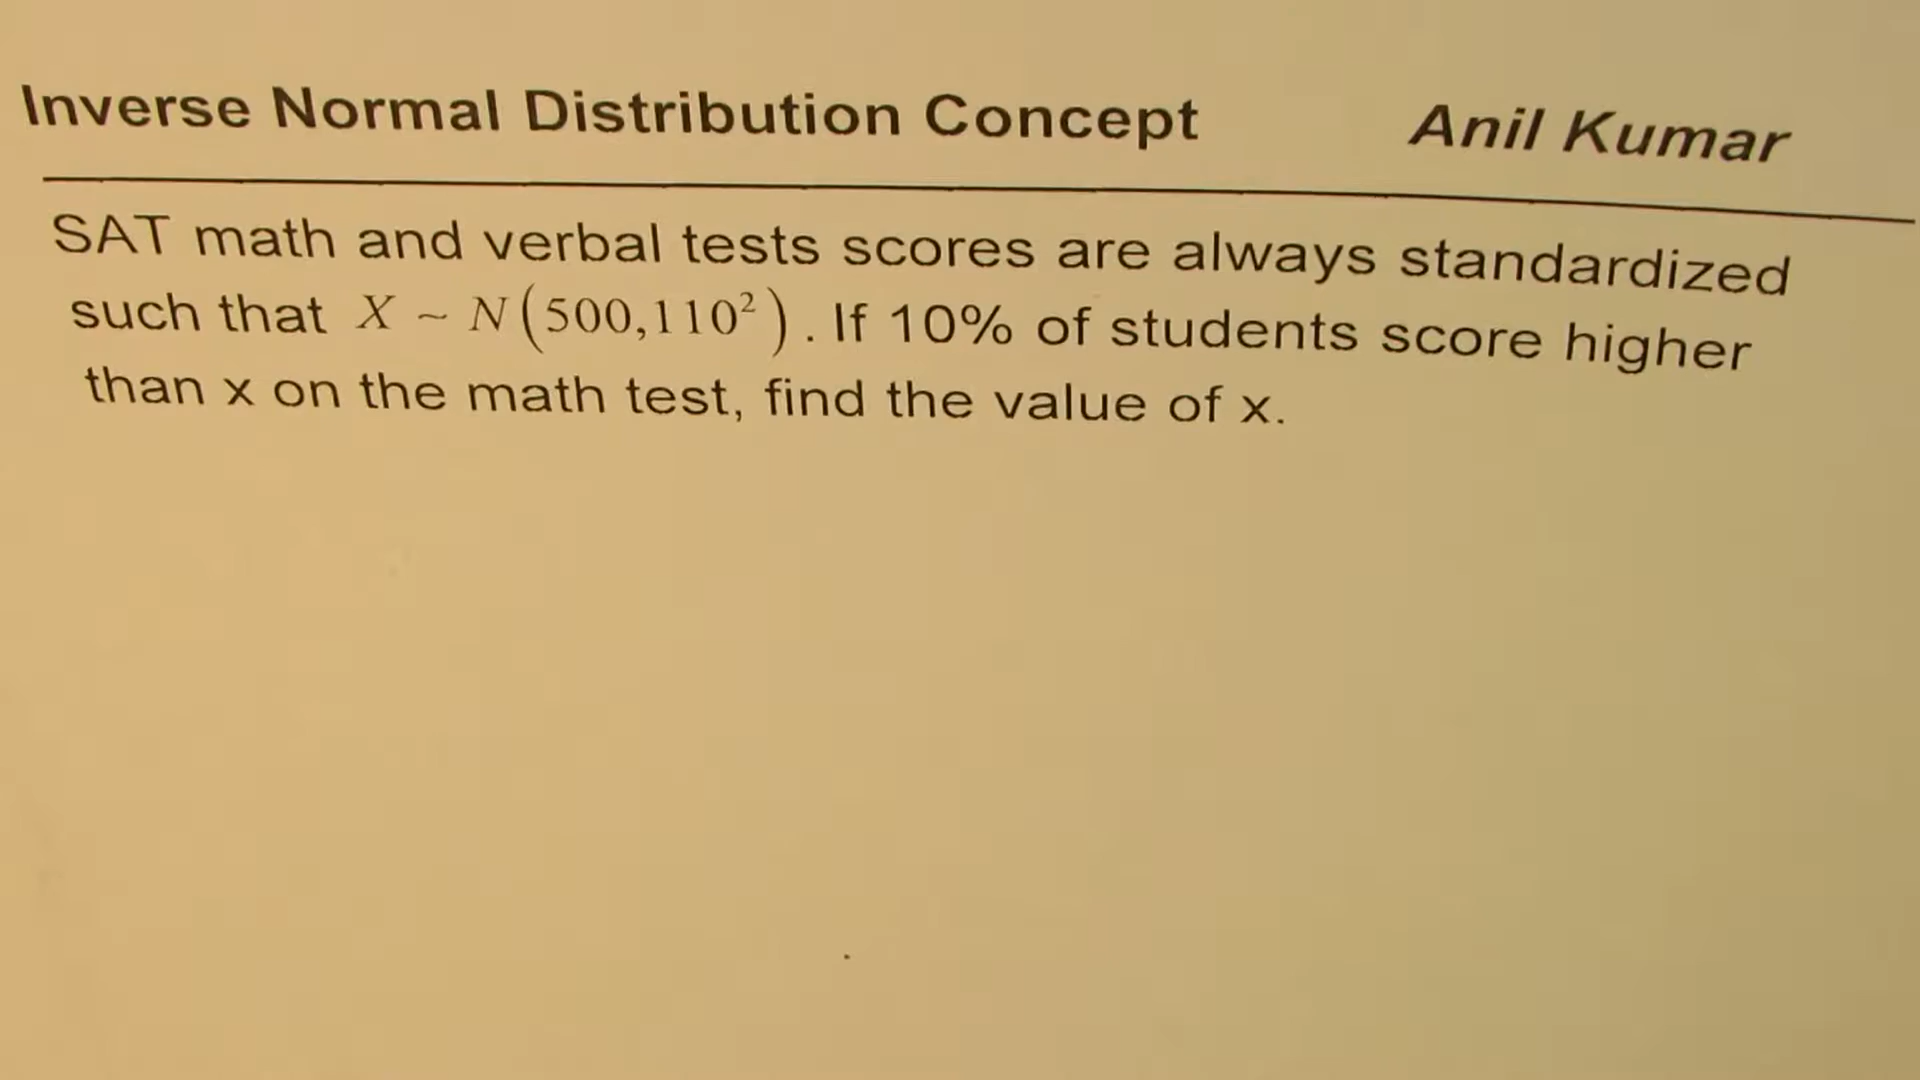 Inverse Normal Distribution Concept Anil Kumar
SAT math and verbal tests scores are always standardized
such that X ~ N(500,110²). If 10% of students score higher
than x on the math test, find the value of x.